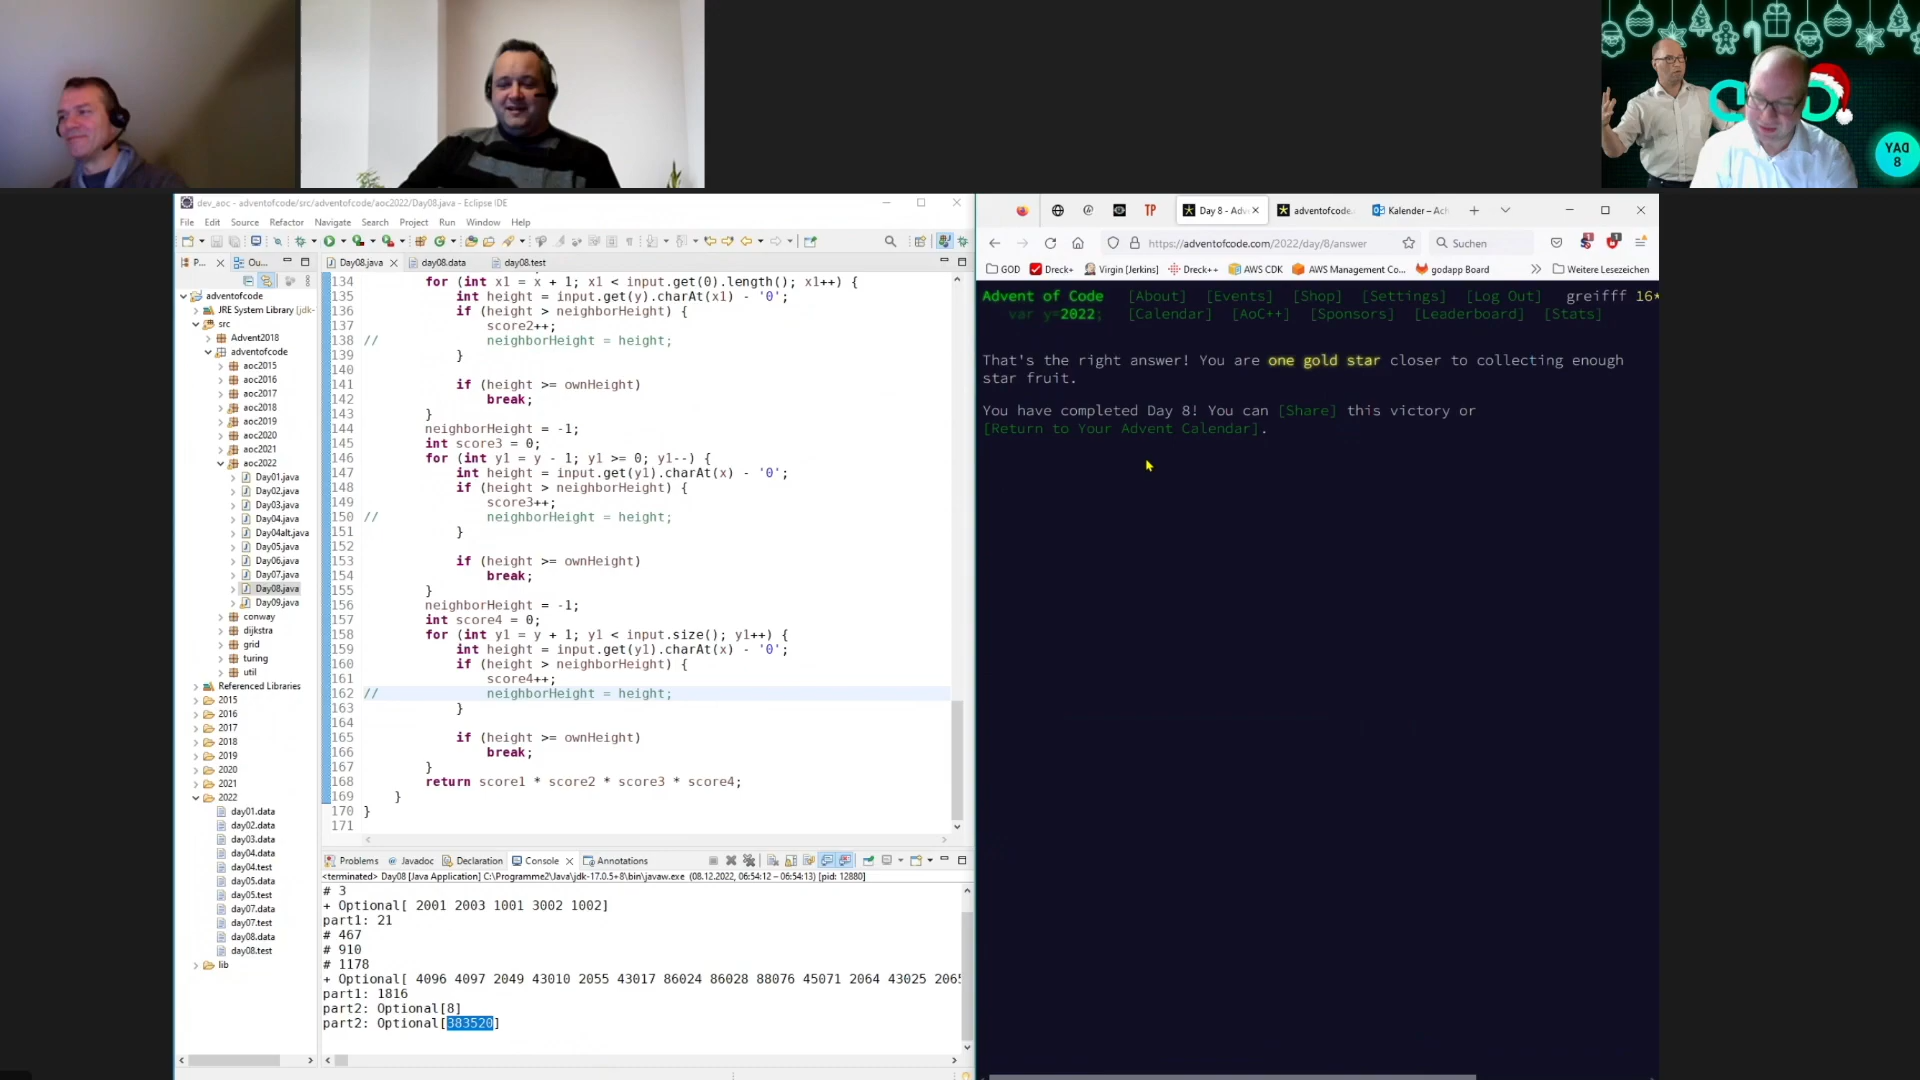 YAD
8
dev_aoc - adventofcode/src/adventofcode/aoc2022/Day08.java - Eclipse IDE
File Edit Source Refactor Navigate Search Project Run Window Help
P... Ou...
adventofcode
JRE System Library [jdk-
src
Advent2018
adventofcode
aoc2015
aoc2016
aoc2017
aoc2018
aoc2019
aoc2020
aoc2021
aoc2022
Day01.java
Day02.java
Day03.java
Day04.java
Day04alt.java
Day05.java
Day06.java
Day07.java
Day08.java
Day09.java
conway
dijkstra
grid
turing
util
Referenced Libraries
2015
2016
2017
2018
2019
2020
2021
2022
day01.data
day02.data
day03.data
day04.data
day04.test
day05.data
day05.test
day07.data
day07.test
day08.data
day08.test
lib
Day08.java day08.data day08.test
134 for (int x1 = x + 1; x1 < input.get(0).length(); x1++) {
135 int height = input.get(y).charAt(x1) - '0';
136 if (height > neighborHeight) {
137 score2++;
138 // neighborHeight = height;
139 }
140
141 if (height >= ownHeight)
142 break;
143 }
144 neighborHeight = -1;
145 int score3 = 0;
146 for (int y1 = y - 1; y1 >= 0; y1--) {
147 int height = input.get(y1).charAt(x) - '0';
148 if (height > neighborHeight) {
149 score3++;
150 // neighborHeight = height;
151 }
152
153 if (height >= ownHeight)
154 break;
155 }
156 neighborHeight = -1;
157 int score4 = 0;
158 for (int y1 = y + 1; y1 < input.size(); y1++) {
159 int height = input.get(y1).charAt(x) - '0';
160 if (height > neighborHeight) {
161 score4++;
162 // neighborHeight = height;
163 }
164
165 if (height >= ownHeight)
166 break;
167 }
168 return score1 * score2 * score3 * score4;
169 }
170 }
171
Problems Javadoc Declaration Console Annotations
<terminated> Day08 [Java Application] C:\Programme2\Java\jdk-17.0.5+8\bin\javaw.exe (08.12.2022, 06:54:12 – 06:54:13) [pid: 12880]
# 3
+ Optional[ 2001 2003 1001 3002 1002]
part1: 21
# 467
# 910
# 1178
+ Optional[ 4096 4097 2049 43010 2055 43017 86024 86028 88076 45071 2064 43025 2065
part1: 1816
part2: Optional[8]
part2: Optional[383520]
TP Day 8 - Adv adventofcode. Kalender – Ach
https://adventofcode.com/2022/day/8/answer Suchen
GOD Dreck+ Virgin [Jenkins] Dreck++ AWS CDK AWS Management Co... godapp Board Weitere Lesezeichen
Advent of Code [About] [Events] [Shop] [Settings] [Log Out] greifff 16*
var y=2022; [Calendar] [AoC++] [Sponsors] [Leaderboard] [Stats]
That's the right answer! You are one gold star closer to collecting enough
star fruit.
You have completed Day 8! You can [Share] this victory or
[Return to Your Advent Calendar].